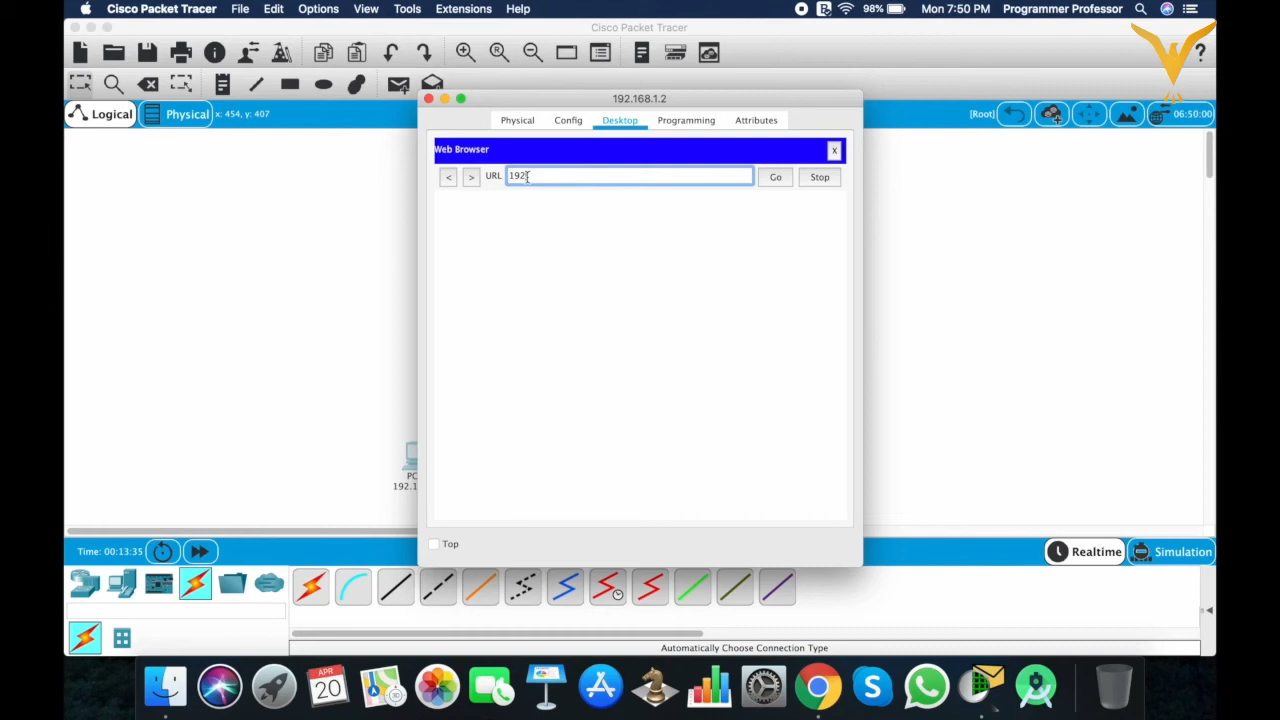 Cisco Packet Tracer File Edit Options View Tools Extensions Help 98% Mon 7:50 PM Programmer Professor
Cisco Packet Tracer
Logical Physical x: 454, y: 407 [Root] 06:50:00
192.168.1.2
Physical Config Desktop Programming Attributes
Web Browser X
< > URL 192 Go Stop
PC
192.1
Top
Time: 00:13:35 Realtime Simulation
Automatically Choose Connection Type
APR
20